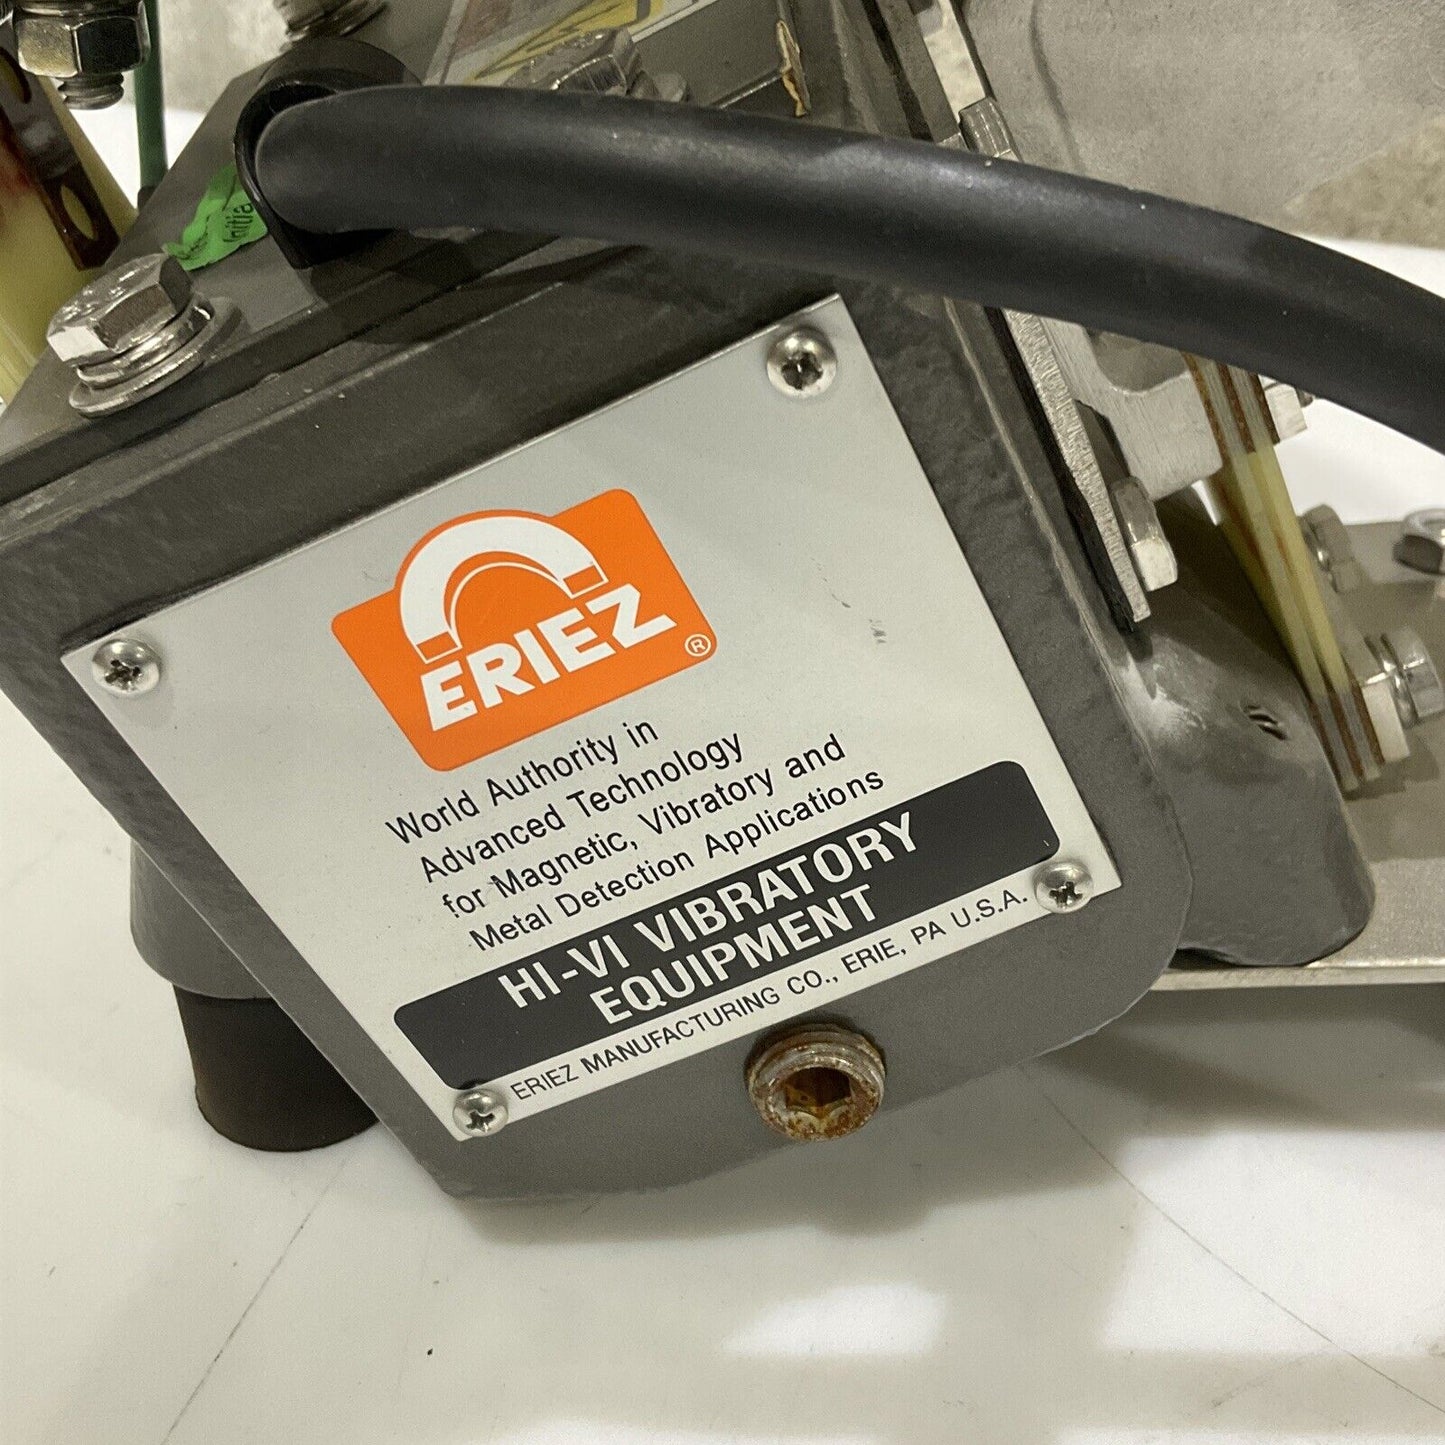 Initia
ERIEZ®
World Authority in
Advanced Technology
for Magnetic, Vibratory and
Metal Detection Applications
HI-VI VIBRATORY
EQUIPMENT
ERIEZ MANUFACTURING CO., ERIE, PA U.S.A.